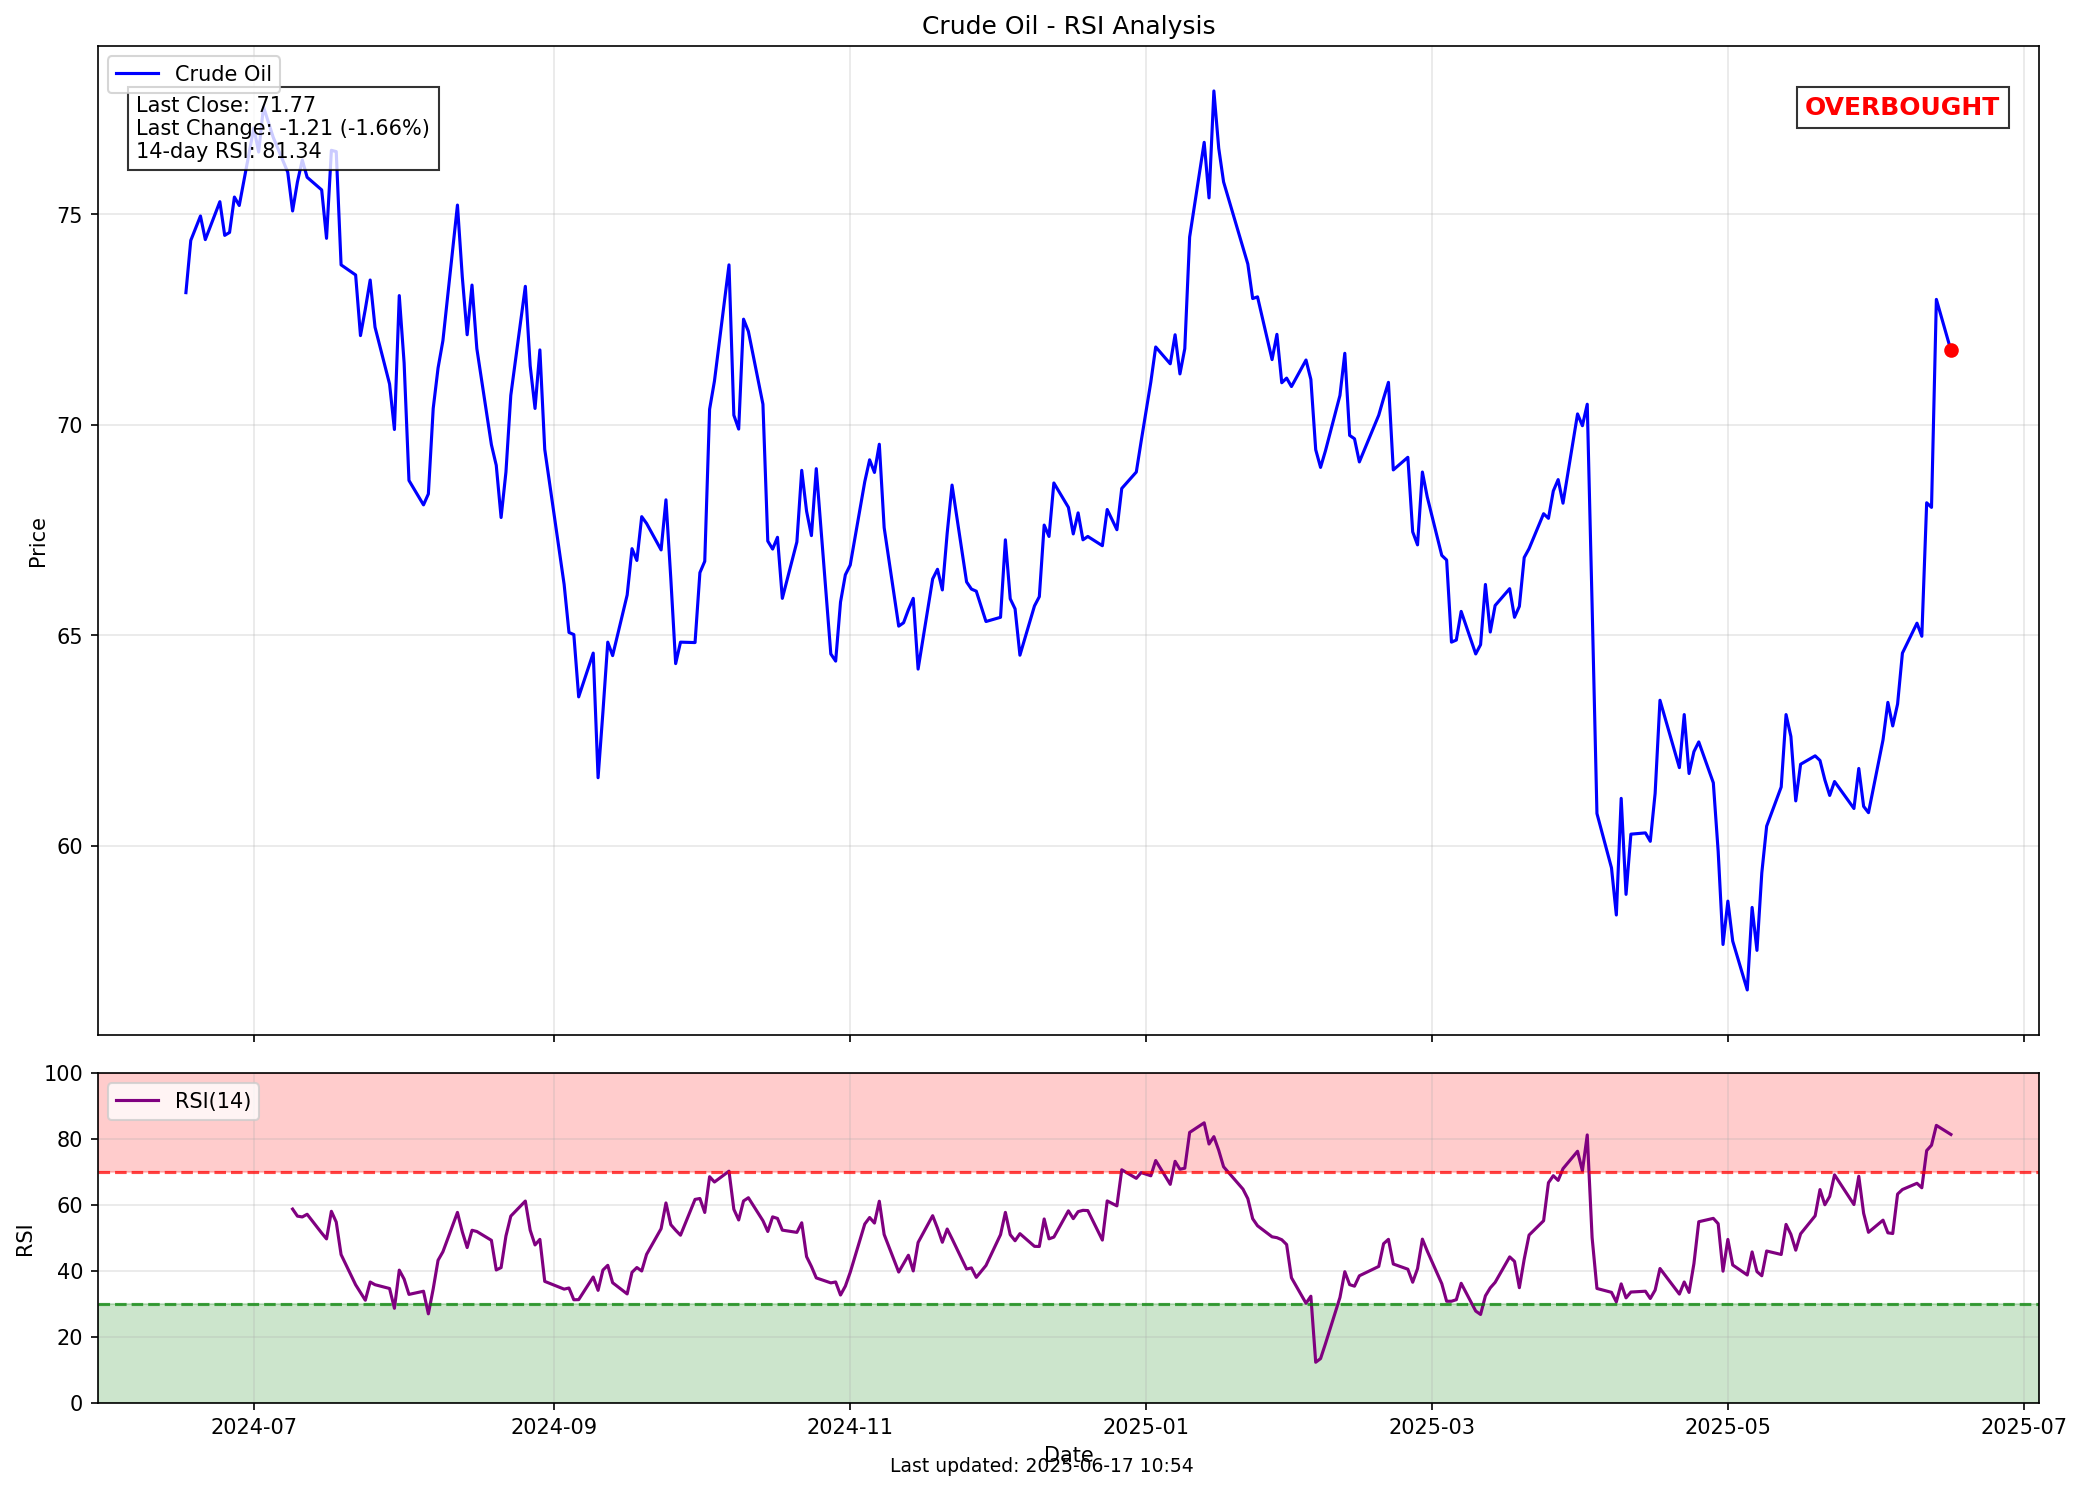 Crude Oil - RSI Analysis
Crude Oil
Last Close: 71.77
Last Change: -1.21 (-1.66%)
14-day RSI: 81.34
OVERBOUGHT
Price
75
70
65
60
RSI(14)
RSI
100
80
60
40
20
0
2024-07
2024-09
2024-11
2025-01
2025-03
2025-05
2025-07
Date
Last updated: 2025-06-17 10:54